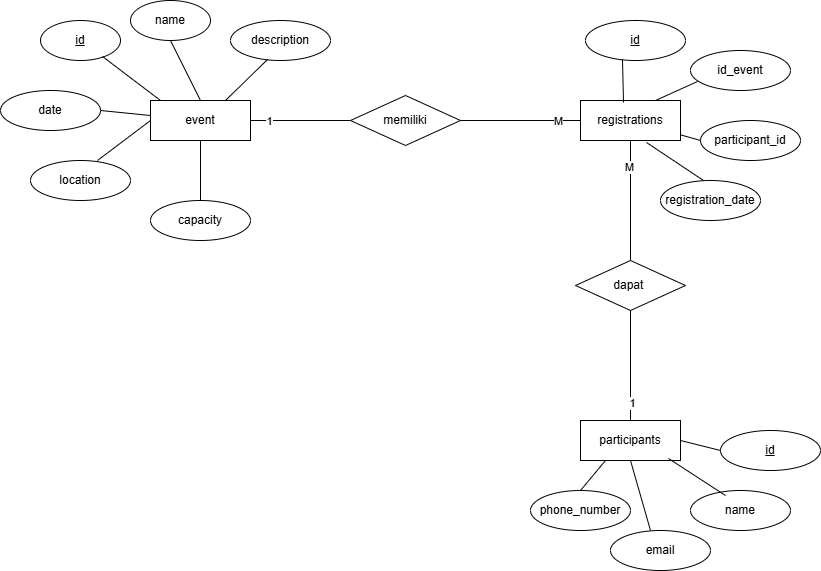 name
id
description
id
id_event
date
event
1
memiliki
M
registrations
participant_id
M
location
registration_date
capacity
dapat
1
participants
id
phone_number
name
email